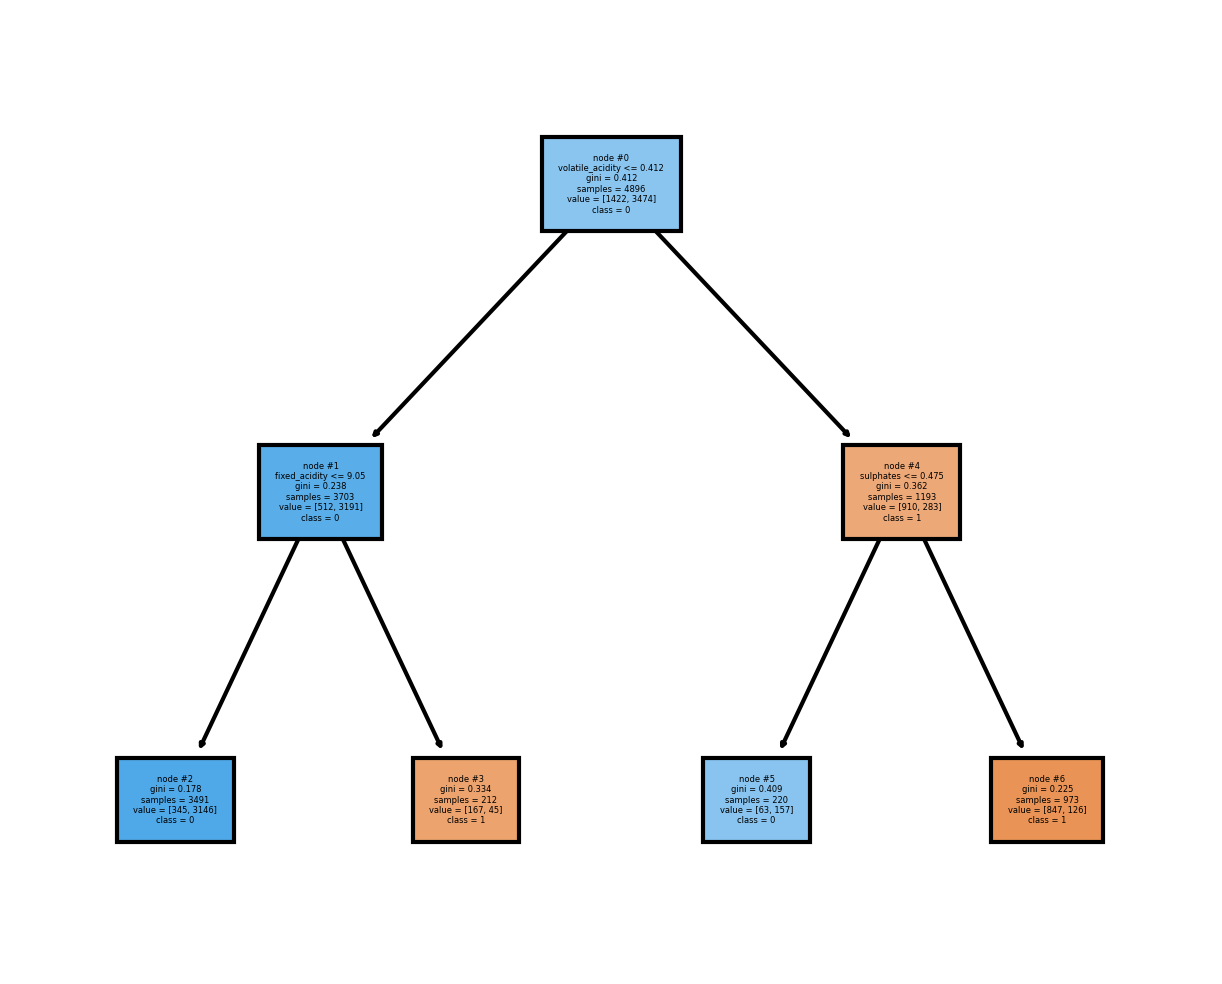 node #0
volatile_acidity <= 0.412
gini = 0.412
samples = 4896
value = [1422, 3474]
class = 0
node #1
fixed_acidity <= 9.05
gini = 0.238
samples = 3703
value = [512, 3191]
class = 0
node #4
sulphates <= 0.475
gini = 0.362
samples = 1193
value = [910, 283]
class = 1
node #2
gini = 0.178
samples = 3491
value = [345, 3146]
class = 0
node #3
gini = 0.334
samples = 212
value = [167, 45]
class = 1
node #5
gini = 0.409
samples = 220
value = [63, 157]
class = 0
node #6
gini = 0.225
samples = 973
value = [847, 126]
class = 1